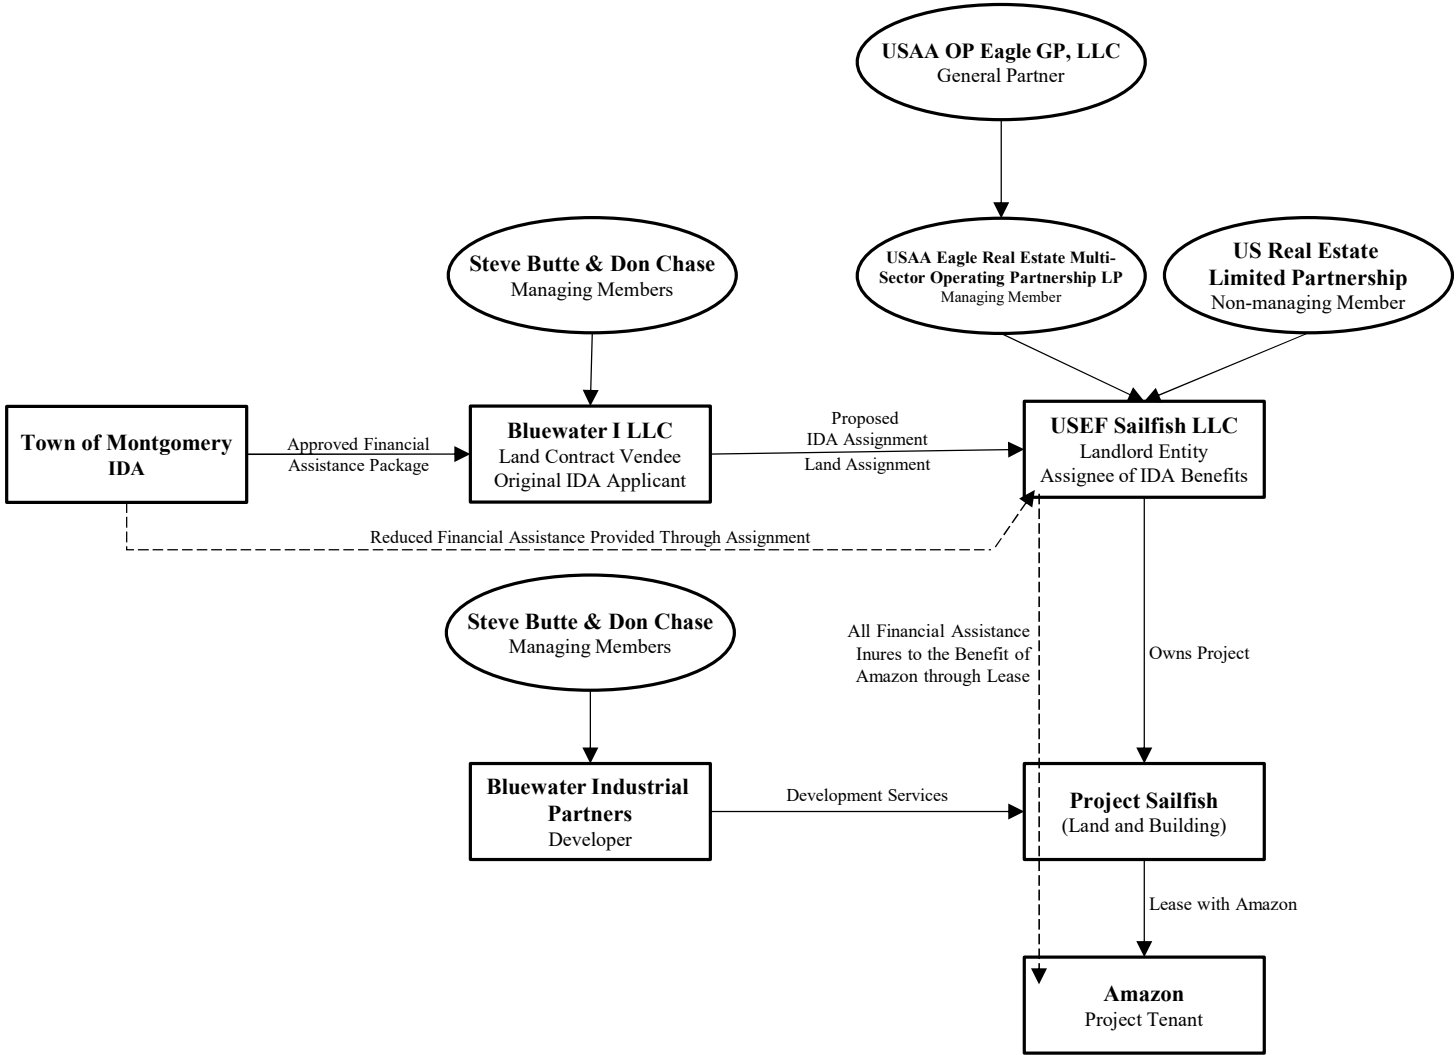 USAA OP Eagle GP, LLC
General Partner
Steve Butte & Don Chase
Managing Members
USAA Eagle Real Estate Multi-
Sector Operating Partnership LP
Managing Member
US Real Estate
Limited Partnership
Non-managing Member
Town of Montgomery
IDA
Approved Financial
Assistance Package
Bluewater I LLC
Land Contract Vendee
Original IDA Applicant
Proposed
IDA Assignment
Land Assignment
USEF Sailfish LLC
Landlord Entity
Assignee of IDA Benefits
Reduced Financial Assistance Provided Through Assignment
Steve Butte & Don Chase
Managing Members
All Financial Assistance
Inures to the Benefit of
Amazon through Lease
Owns Project
Bluewater Industrial
Partners
Developer
Development Services
Project Sailfish
(Land and Building)
Lease with Amazon
Amazon
Project Tenant